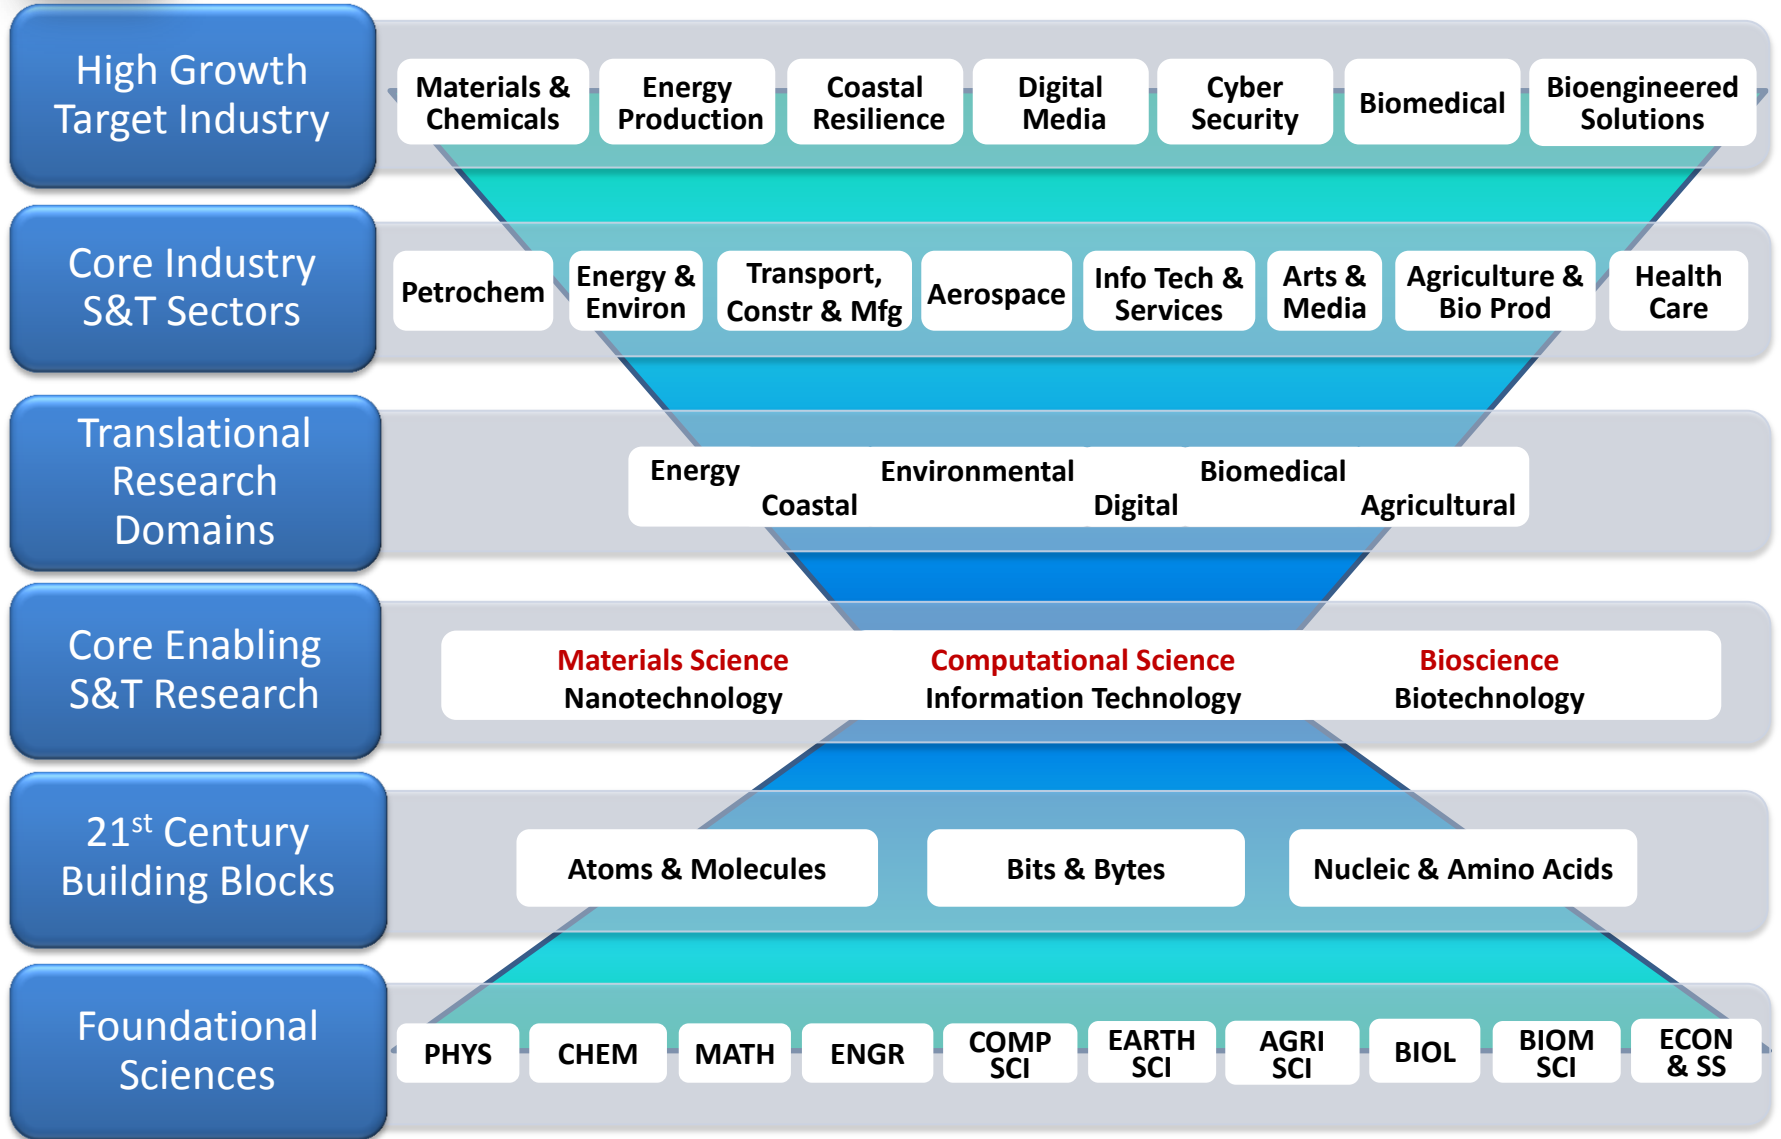 High Growth
Target Industry
Materials &
Chemicals
Energy
Production
Coastal
Resilience
Digital
Media
Cyber
Security
Biomedical
Bioengineered
Solutions
Core Industry
S&T Sectors
Petrochem
Energy &
Environ
Transport,
Constr & Mfg
Aerospace
Info Tech &
Services
Arts &
Media
Agriculture &
Bio Prod
Health
Care
Translational
Research
Domains
Energy
Coastal
Environmental
Digital
Biomedical
Agricultural
Core Enabling
S&T Research
Materials Science
Nanotechnology
Computational Science
Information Technology
Bioscience
Biotechnology
21st Century
Building Blocks
Atoms & Molecules
Bits & Bytes
Nucleic & Amino Acids
Foundational
Sciences
PHYS
CHEM
MATH
ENGR
COMP
SCI
EARTH
SCI
AGRI
SCI
BIOL
BIOM
SCI
ECON
& SS